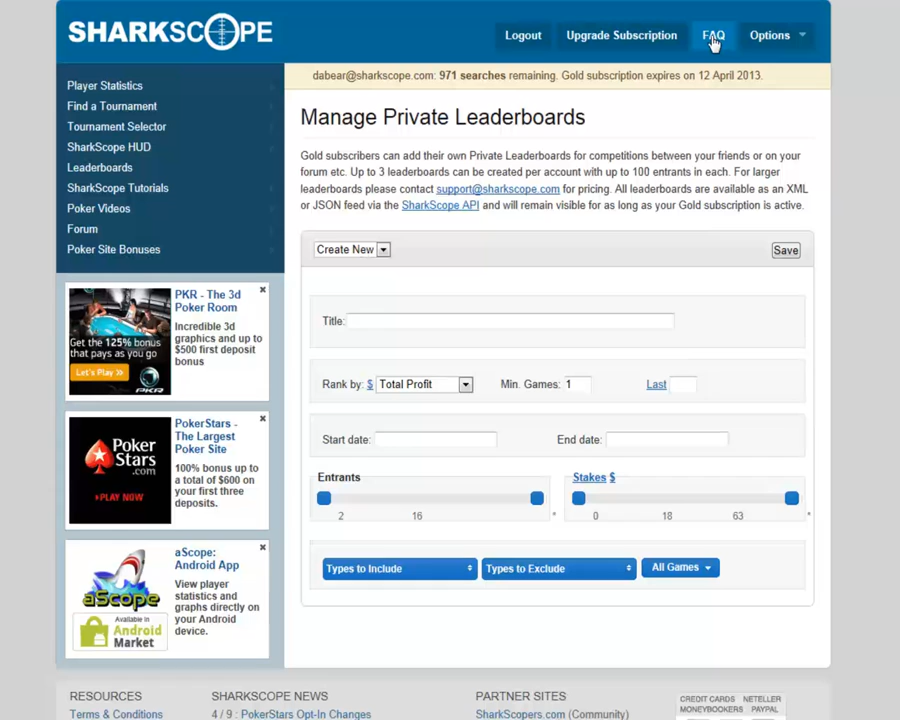 SHARKSCOPE
Logout
Upgrade Subscription
FAQ
Options
dabear@sharkscope.com: 971 searches remaining. Gold subscription expires on 12 April 2013.
Player Statistics
Find a Tournament
Tournament Selector
SharkScope HUD
Leaderboards
SharkScope Tutorials
Poker Videos
Forum
Poker Site Bonuses
PKR - The 3d
Poker Room
Incredible 3d
graphics and up to
$500 first deposit
bonus
Get the 125% bonus
that pays as you go
Let's Play »
PKR
PokerStars -
The Largest
Poker Site
100% bonus up to
a total of $600 on
your first three
deposits.
Poker
Stars
.com
PLAY NOW
aScope:
Android App
View player
statistics and
graphs directly on
your Android
device.
aScope
Available in
Android
Market
Manage Private Leaderboards
Gold subscribers can add their own Private Leaderboards for competitions between your friends or on your
forum etc. Up to 3 leaderboards can be created per account with up to 100 entrants in each. For larger
leaderboards please contact support@sharkscope.com for pricing. All leaderboards are available as an XML
or JSON feed via the SharkScope API and will remain visible for as long as your Gold subscription is active.
Create New
Save
Title:
Rank by: $ Total Profit Min. Games: 1 Last
Start date: End date:
Entrants
2 16 *
Stakes $
0 18 63 *
Types to Include
Types to Exclude
All Games
RESOURCES
Terms & Conditions
SHARKSCOPE NEWS
4 / 9 : PokerStars Opt-In Changes
PARTNER SITES
SharkScopers.com (Community)
CREDIT CARDS NETELLER
MONEYBOOKERS PAYPAL